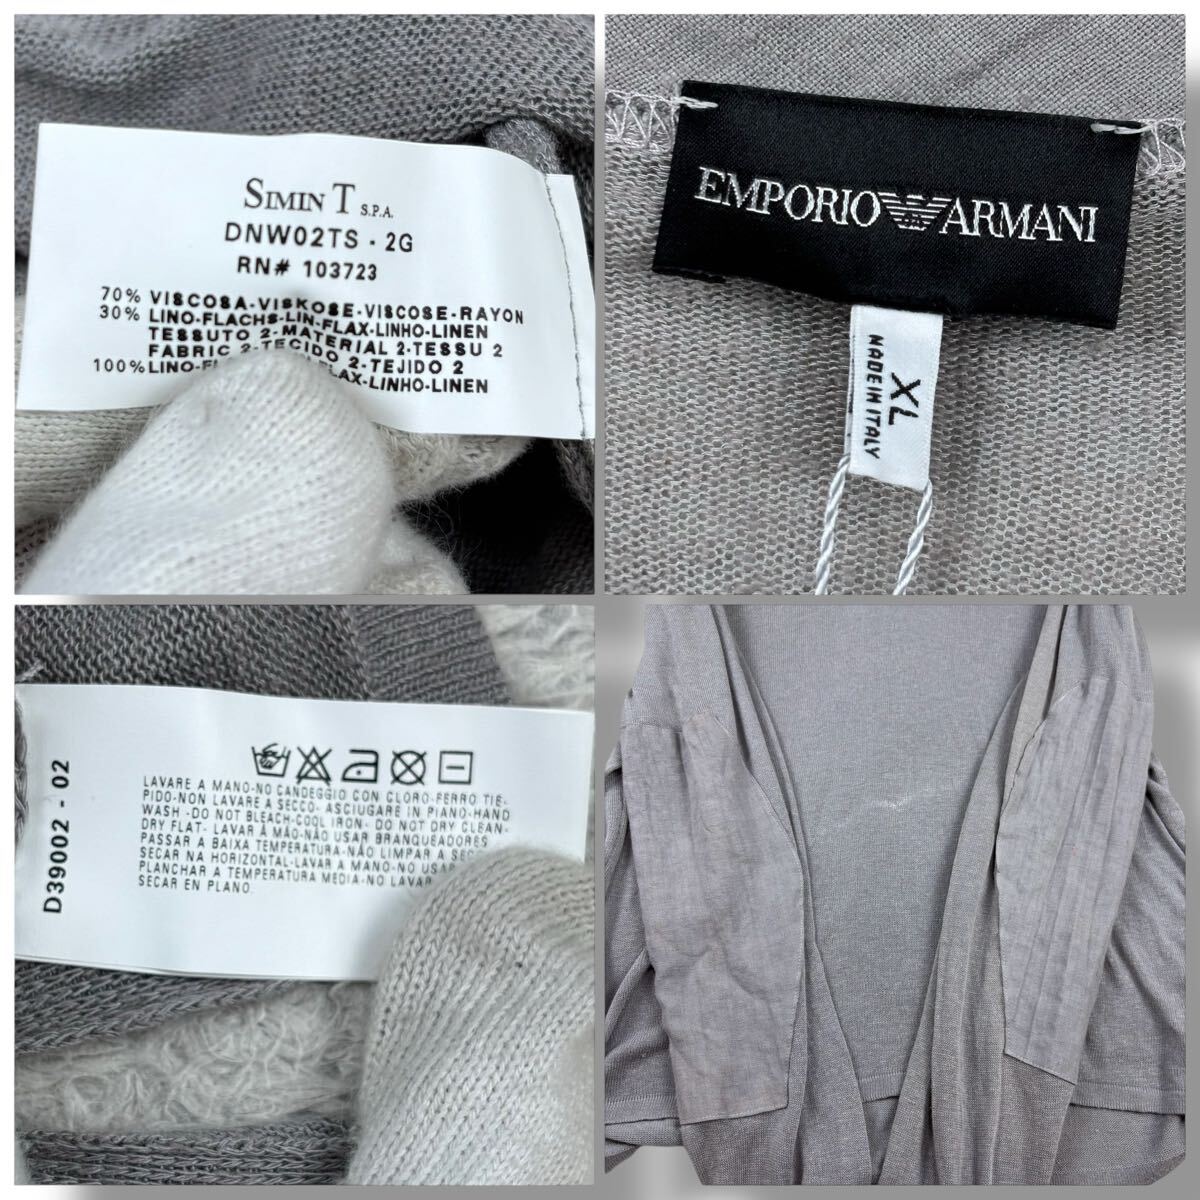 SIMIN T S.P.A.
DNW02TS - 2G
RN# 103723
70% VISCOSA-VISKOSE-VISCOSE-RAYON
30% LINO-FLACHS-LIN-FLAX-LINHO-LINEN
TESSUTO 2-MATERIAL 2-TESSU 2
FABRIC 2-TECIDO 2-TEJIDO 2
100% LINO-F AX-LINHO-LINEN
EMPORIO ARMANI
XL
MADE IN ITALY
D39002 - 02
LAVARE A MANO-NO CANDEGGIO CON CLORO-FERRO TIE-
PIDO-NON LAVARE A SECCO- ASCIUGARE IN PIANO-HAND
WASH -DO NOT BLEACH-COOL IRON- DO NOT DRY CLEAN-
DRY FLAT- LAVAR À MÃO-NÃO USAR BRANQUEADORES
PASSAR A BAIXA TEMPERATURA-NÃO LIMPAR A SEC
SECAR NA HORIZONTAL-LAVAR A MANO-NO USAR
PLANCHAR A TEMPERATURA MEDIA-NO LAVAR
SECAR EN PLANO.